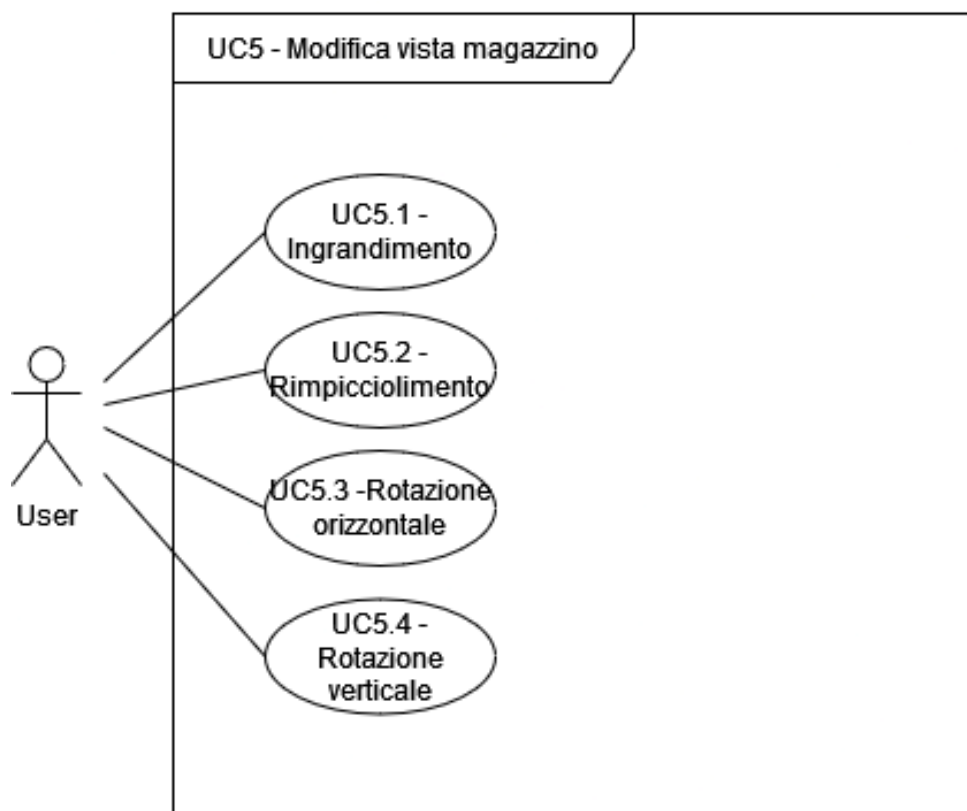 UC5 - Modifica vista magazzino
UC5.1 -
Ingrandimento
UC5.2 -
Rimpicciolimento
UC5.3 -Rotazione
orizzontale
User
UC5.4 -
Rotazione
verticale